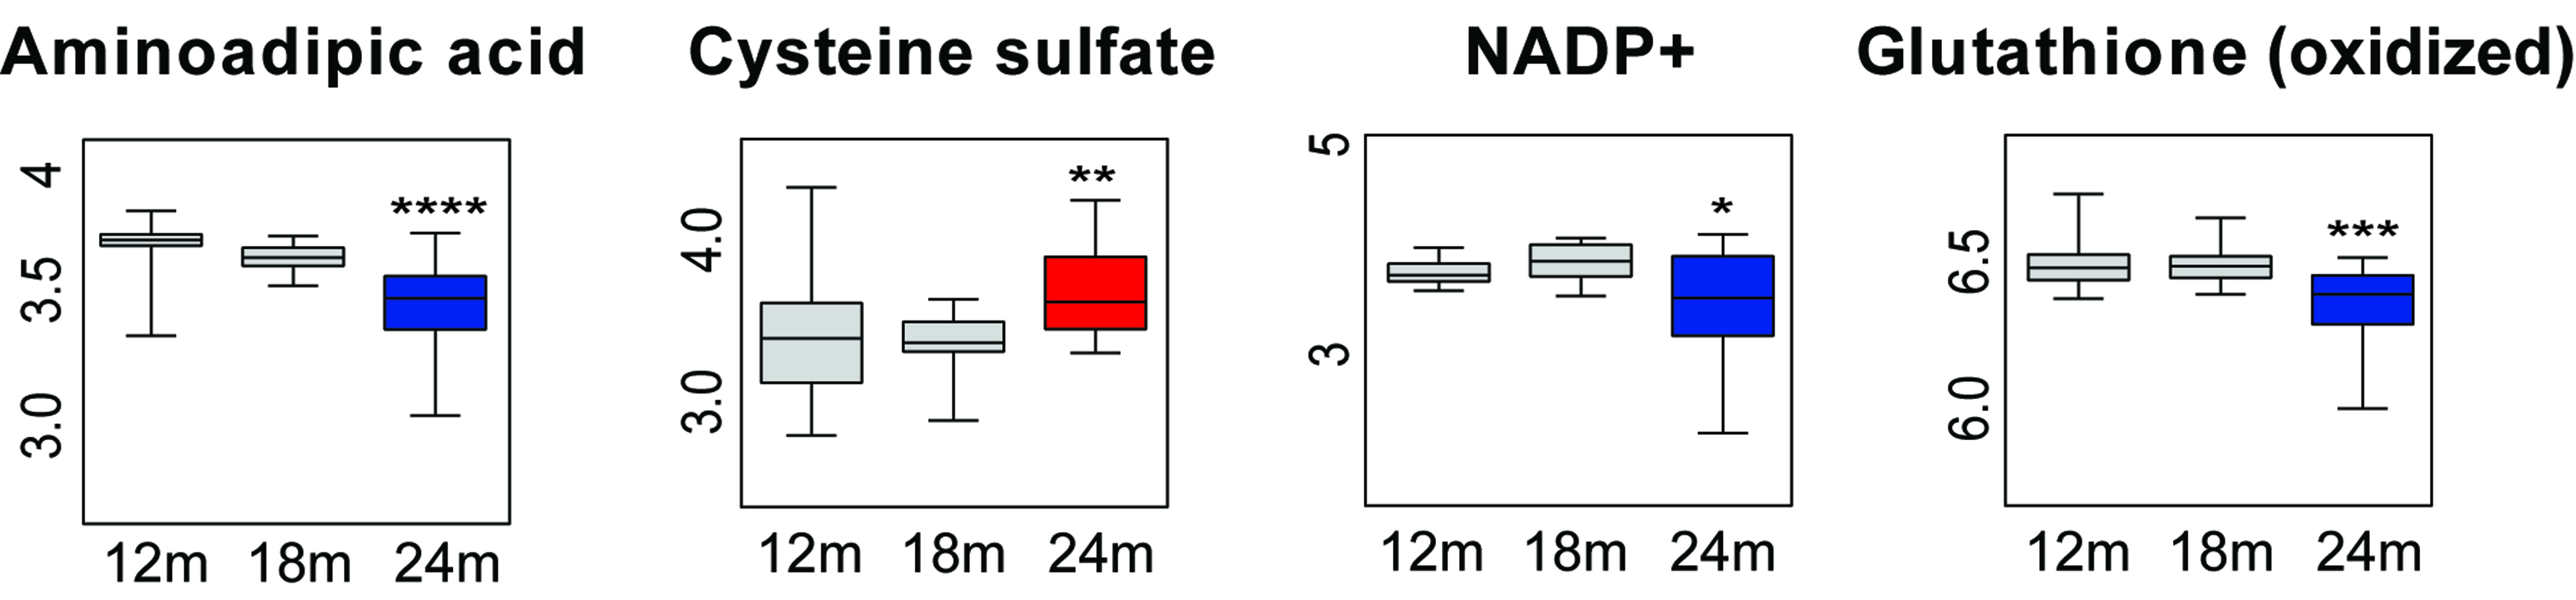 Aminoadipic acid
4
3.5
3.0
****
12m 18m 24m
Cysteine sulfate
4.0
3.0
**
12m 18m 24m
NADP+
5
3
*
12m 18m 24m
Glutathione (oxidized)
6.5
6.0
***
12m 18m 24m